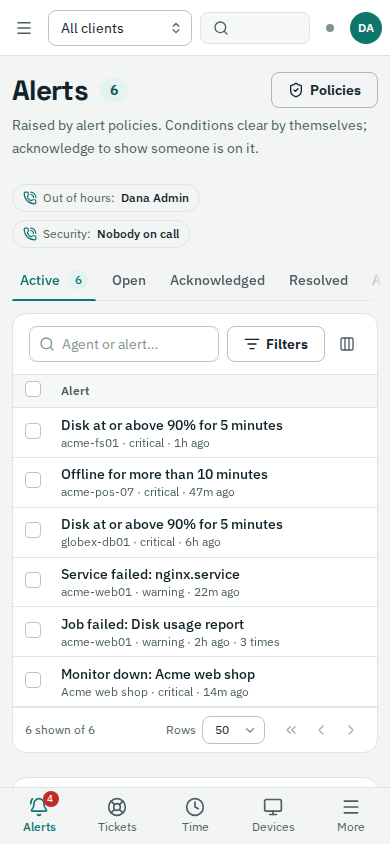 All clients
DA
Alerts 6
Policies
Raised by alert policies. Conditions clear by themselves;
acknowledge to show someone is on it.
Out of hours: Dana Admin
Security: Nobody on call
Active 6 Open Acknowledged Resolved A
Agent or alert...
Filters
Alert
Disk at or above 90% for 5 minutes
acme-fs01 · critical · 1h ago
Offline for more than 10 minutes
acme-pos-07 · critical · 47m ago
Disk at or above 90% for 5 minutes
globex-db01 · critical · 6h ago
Service failed: nginx.service
acme-web01 · warning · 22m ago
Job failed: Disk usage report
acme-web01 · warning · 2h ago · 3 times
Monitor down: Acme web shop
Acme web shop · critical · 14m ago
6 shown of 6 Rows 50
4
Alerts Tickets Time Devices More